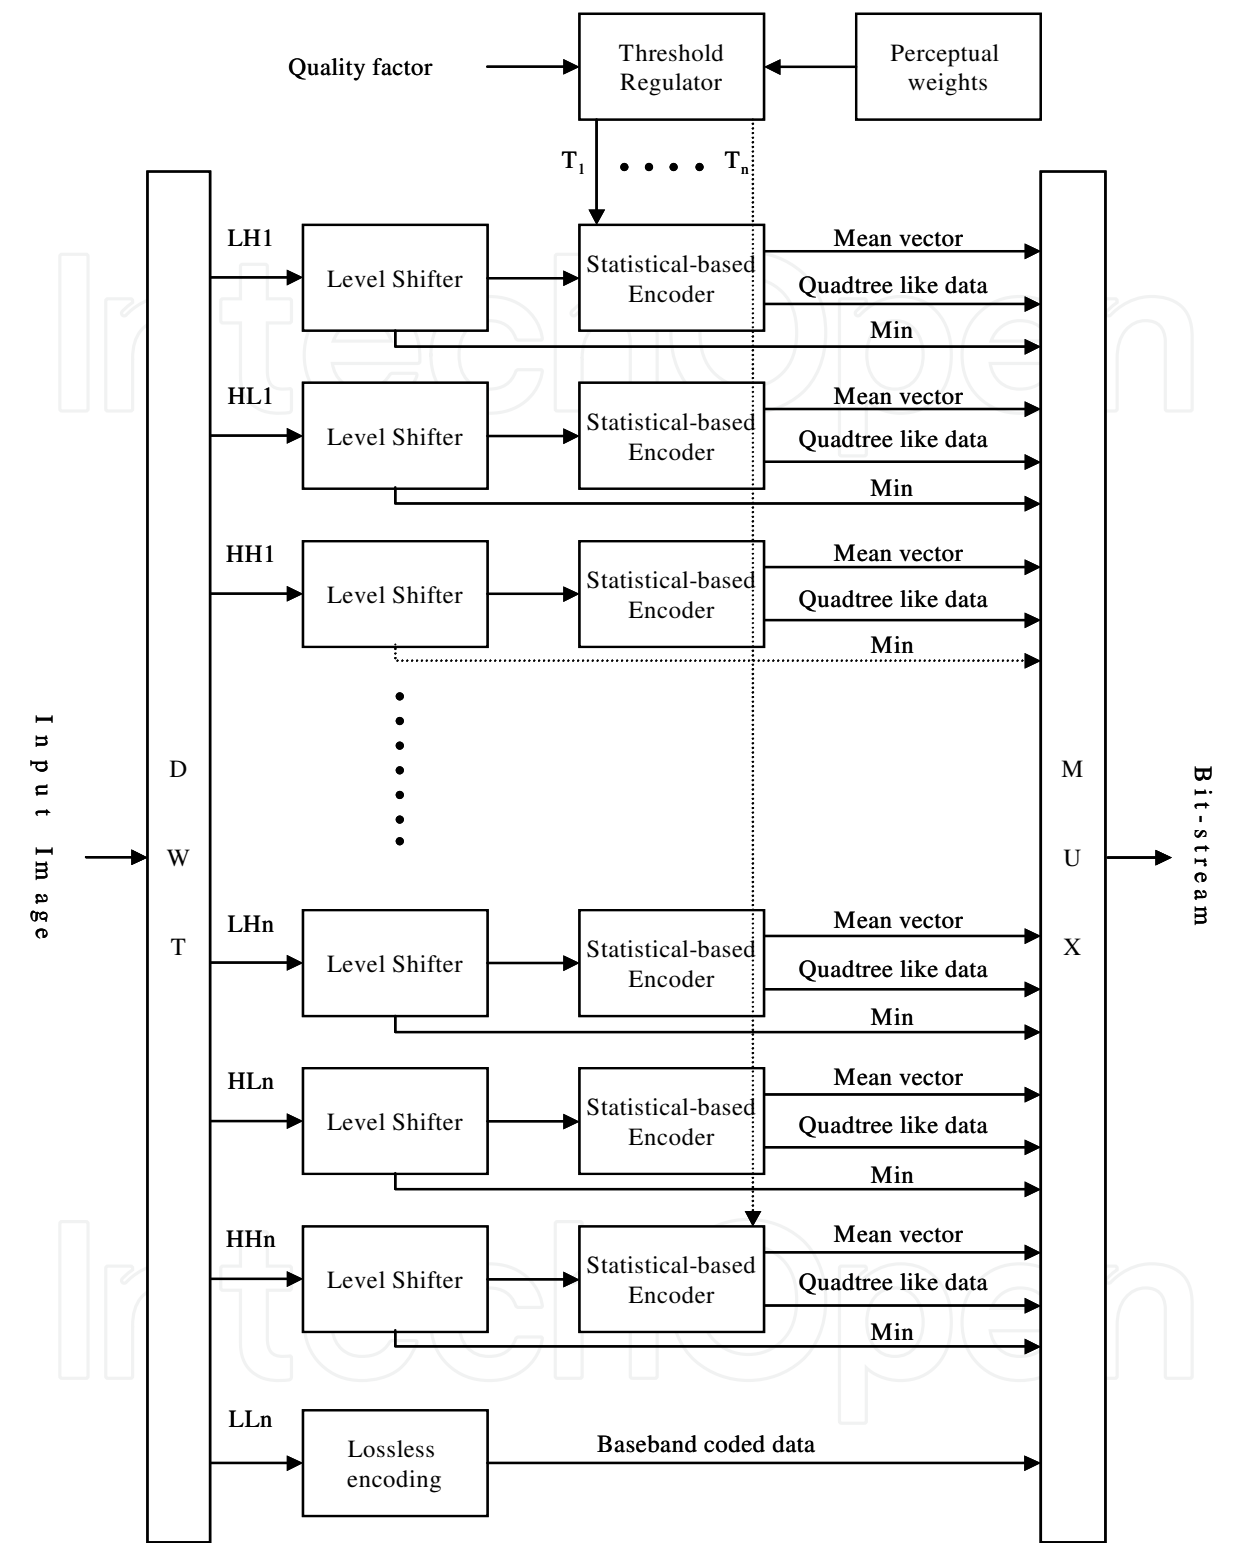 Quality factor
Threshold
Regulator
Perceptual
weights
T1
Tn
LH1
Level Shifter
Statistical-based
Encoder
Mean vector
Quadtree like data
Min
HL1
Level Shifter
Statistical-based
Encoder
Mean vector
Quadtree like data
Min
HH1
Level Shifter
Statistical-based
Encoder
Mean vector
Quadtree like data
Min
Input Image
D
W
T
M
U
X
Bit-stream
LHn
Level Shifter
Statistical-based
Encoder
Mean vector
Quadtree like data
Min
HLn
Level Shifter
Statistical-based
Encoder
Mean vector
Quadtree like data
Min
HHn
Level Shifter
Statistical-based
Encoder
Mean vector
Quadtree like data
Min
LLn
Lossless
encoding
Baseband coded data
IntechOpen
IntechOpen